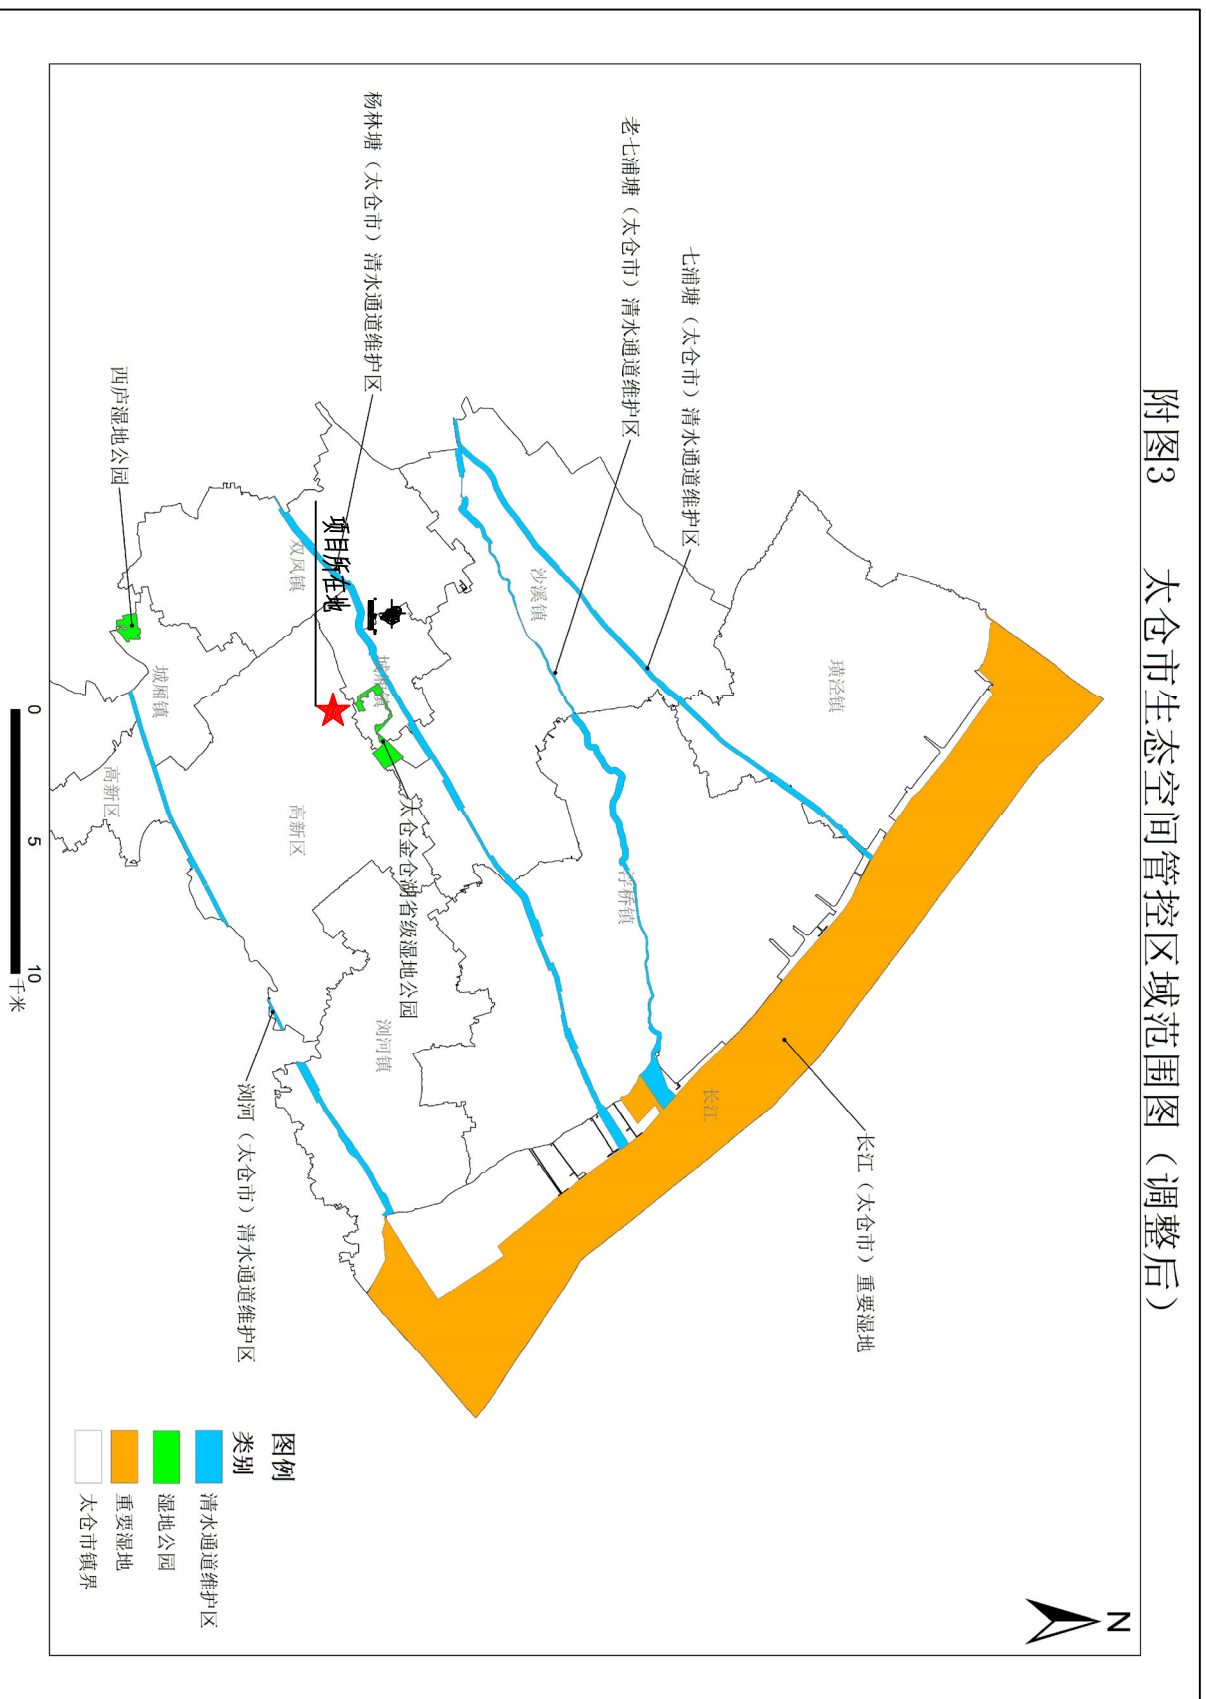 附图3 太仓市生态空间管控区域范围图（调整后）
N
七浦塘（太仓市）清水通道维护区
老七浦塘（太仓市）清水通道维护区
杨林塘（太仓市）清水通道维护区
西庐湿地公园
璜泾镇
沙溪镇
浮桥镇
双凤镇
项目所在地
城厢镇
城厢镇
高新区
高新区
太仓金仓湖省级湿地公园
浏河镇
长江
长江（太仓市）重要湿地
浏河（太仓市）清水通道维护区
图例
类别
清水通道维护区
湿地公园
重要湿地
太仓市镇界
0 5 10
千米